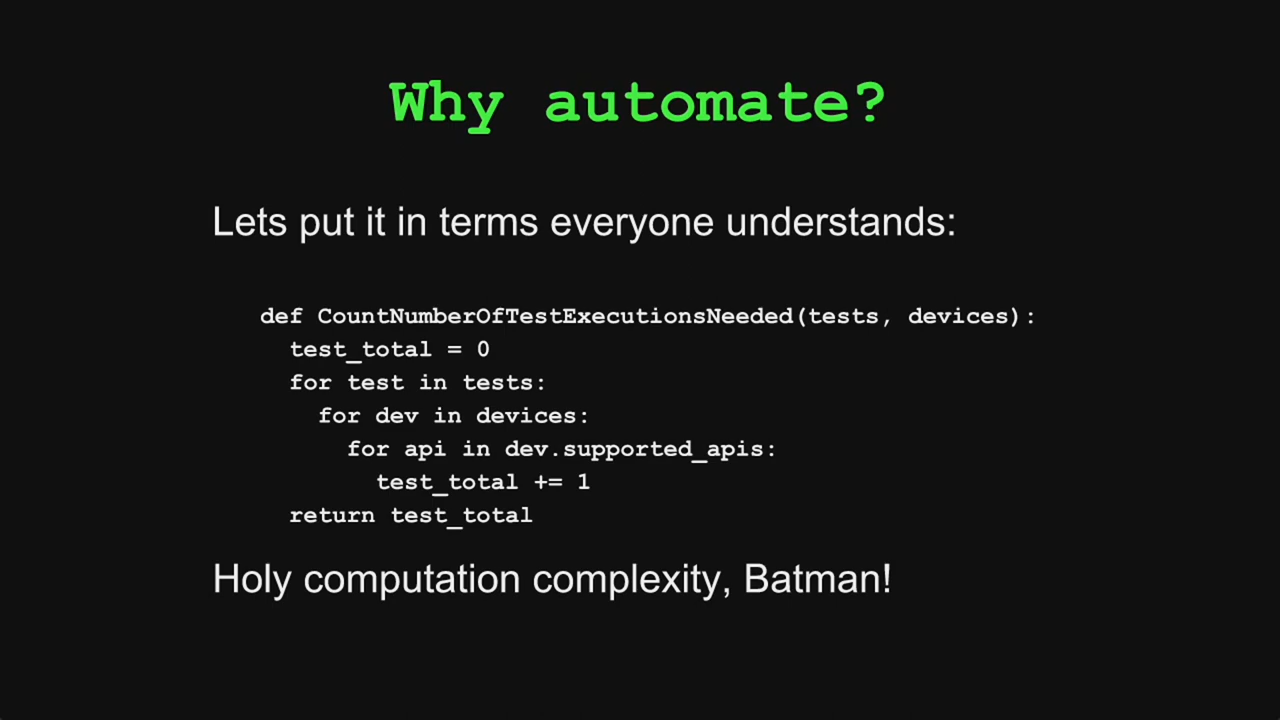 Why automate?
Lets put it in terms everyone understands:
def CountNumberOfTestExecutionsNeeded(tests, devices):
  test_total = 0
  for test in tests:
    for dev in devices:
      for api in dev.supported_apis:
        test_total += 1
  return test_total
Holy computation complexity, Batman!